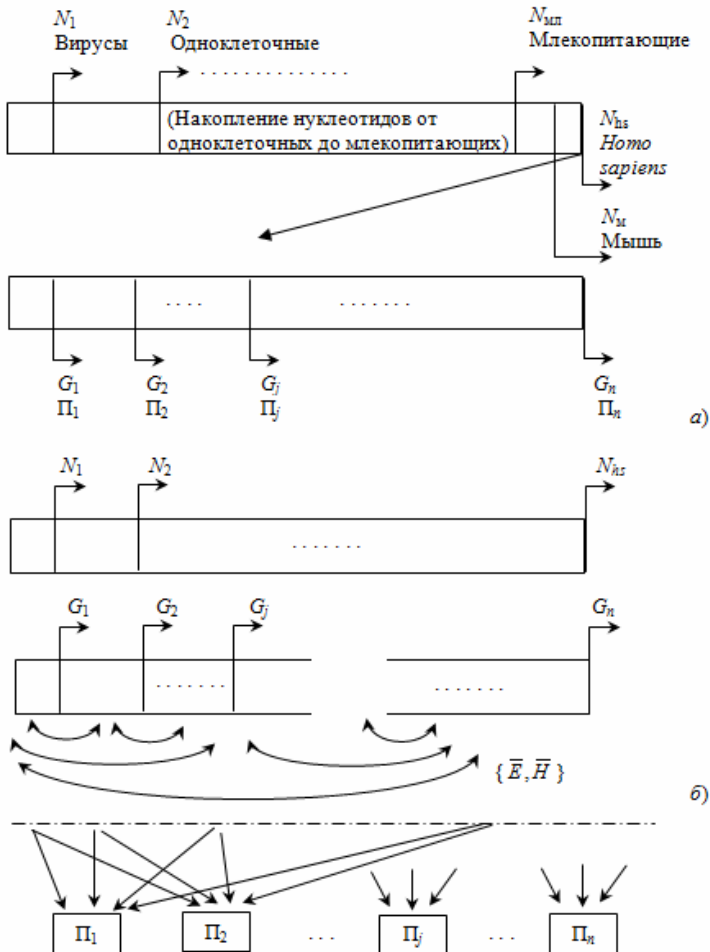 N₁ N₂ Nмл
Вирусы Одноклеточные Млекопитающие
. . . . . . . . . . . . . .
(Накопление нуклеотидов от
одноклеточных до млекопитающих)
Nhs
Homo
sapiens
Nм
Мышь
. . . . . . . . . . .
G₁ G₂ Gⱼ Gₙ
П₁ П₂ Пⱼ Пₙ
а)
N₁ N₂ Nhs
. . . . . . .
G₁ G₂ Gⱼ Gₙ
. . . . . . . . . . . . . .
{E̅, H̅}
б)
П₁ П₂ . . . Пⱼ . . . Пₙ